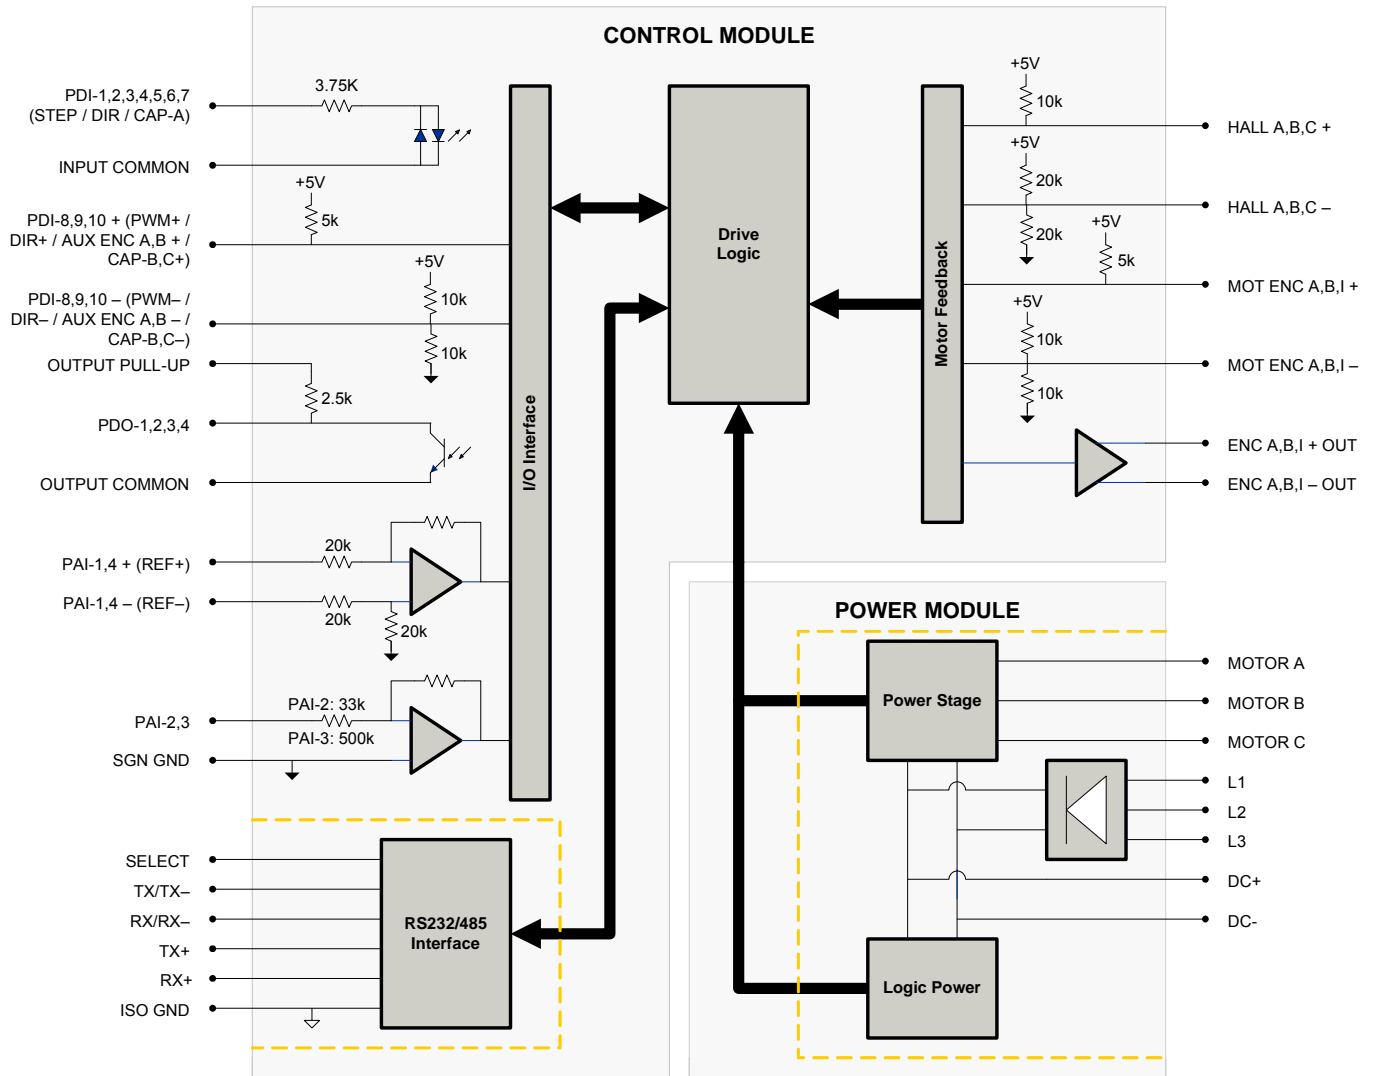 CONTROL MODULE
PDI-1,2,3,4,5,6,7
(STEP / DIR / CAP-A)
3.75K
INPUT COMMON
+5V
5k
PDI-8,9,10 + (PWM+ /
DIR+ / AUX ENC A,B + /
CAP-B,C+)
+5V
10k
10k
PDI-8,9,10 – (PWM– /
DIR– / AUX ENC A,B – /
CAP-B,C–)
OUTPUT PULL-UP
2.5k
PDO-1,2,3,4
OUTPUT COMMON
PAI-1,4 + (REF+)
20k
PAI-1,4 – (REF–)
20k
20k
PAI-2,3
PAI-2: 33k
PAI-3: 500k
SGN GND
I/O Interface
Drive
Logic
Motor Feedback
+5V
10k
HALL A,B,C +
+5V
20k
HALL A,B,C –
20k
+5V
5k
MOT ENC A,B,I +
+5V
10k
MOT ENC A,B,I –
10k
ENC A,B,I + OUT
ENC A,B,I – OUT
SELECT
TX/TX–
RX/RX–
TX+
RX+
ISO GND
RS232/485
Interface
POWER MODULE
Power Stage
MOTOR A
MOTOR B
MOTOR C
L1
L2
L3
DC+
DC-
Logic Power